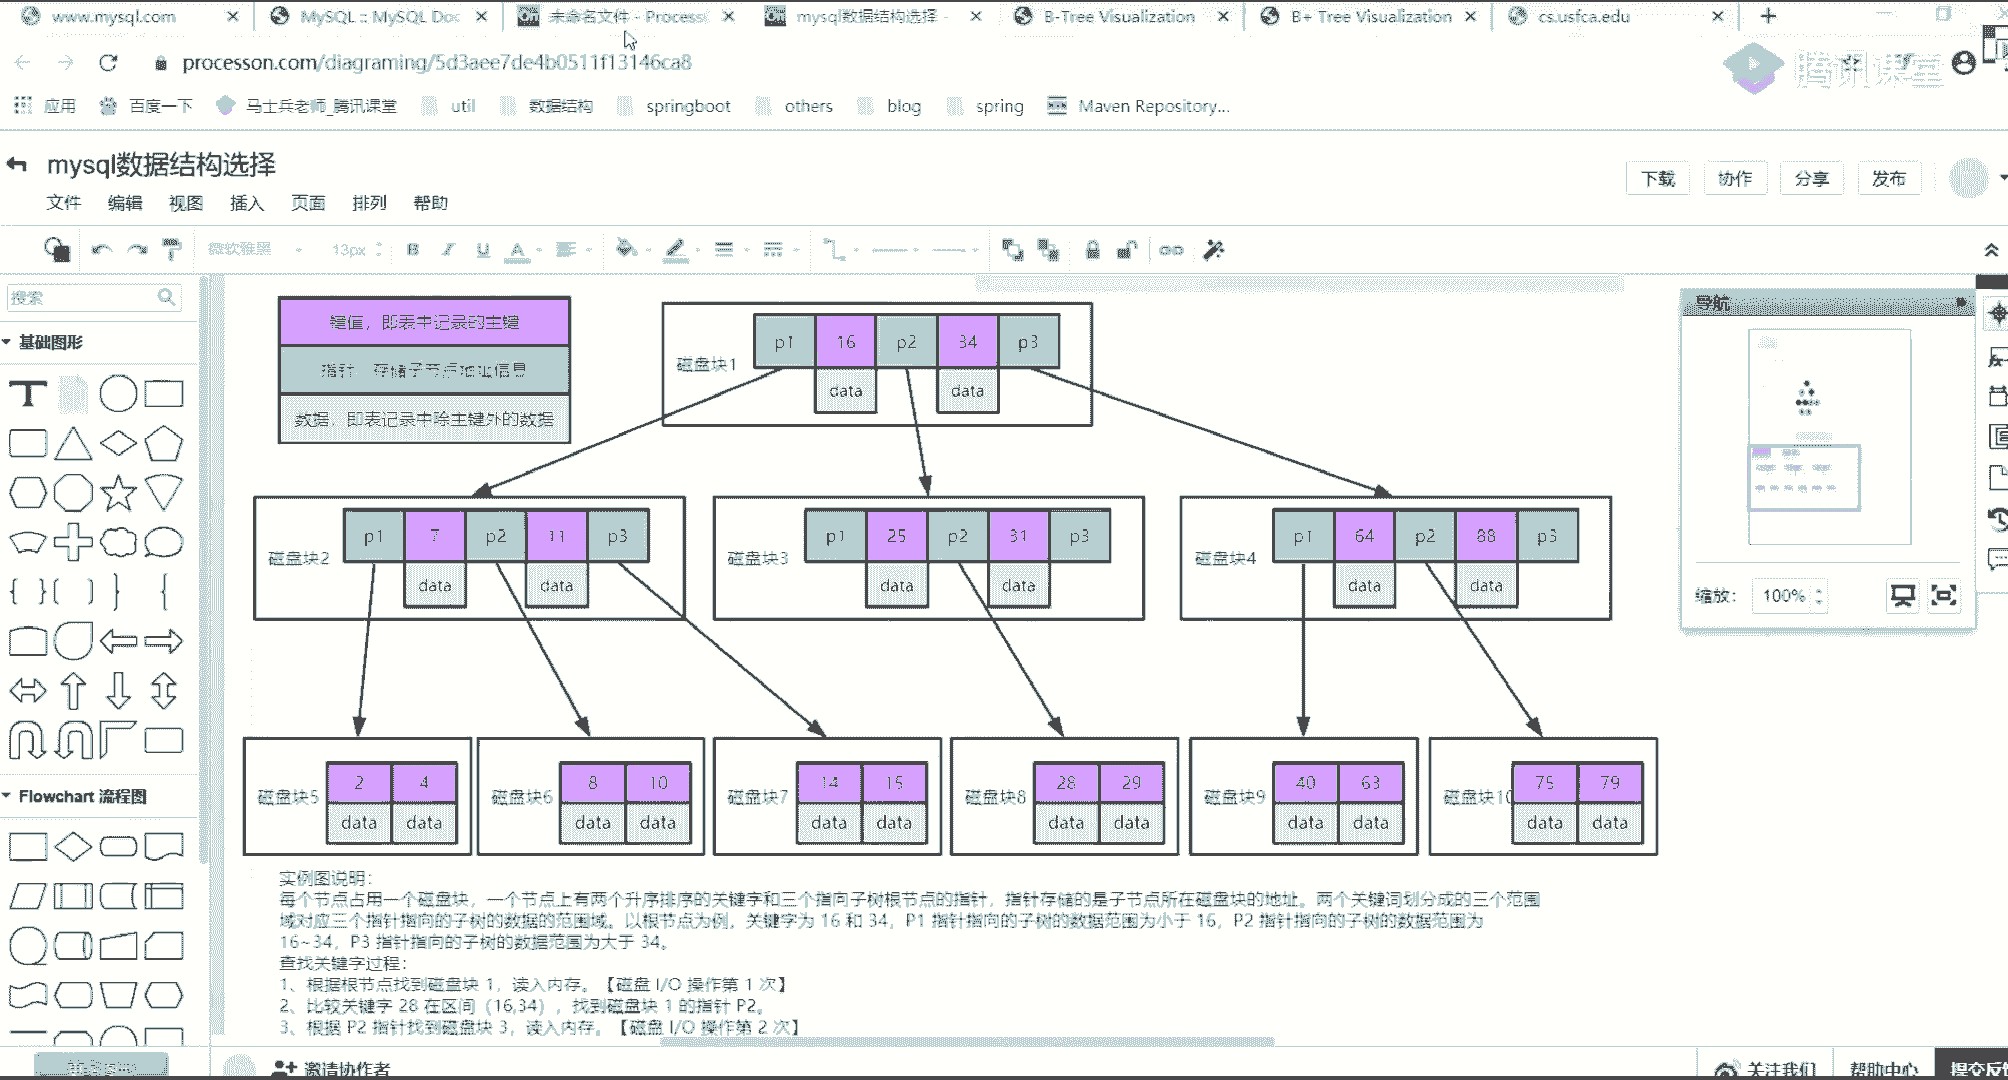 www.mysql.com
MySQL :: MySQL Doc
未命名文件 - Process
mysql数据结构选择 -
B-Tree Visualization
B+ Tree Visualization
cs.usfca.edu
processon.com/diagraming/5d3aee7de4b0511f13146ca8
腾讯课堂
应用 百度一下 马士兵老师_腾讯课堂 util 数据结构 springboot others blog spring Maven Repository...
mysql数据结构选择
下载 协作 分享 发布
文件 编辑 视图 插入 页面 排列 帮助
微软雅黑 13px B I U A
搜索
基础图形
Flowchart 流程图
键值，即表中记录的主键
指针，存储子节点地址信息
数据，即表记录中除主键外的数据
磁盘块1
p1 16 p2 34 p3
data data
磁盘块2
p1 7 p2 11 p3
data data
磁盘块3
p1 25 p2 31 p3
data data
磁盘块4
p1 64 p2 88 p3
data data
磁盘块5
2 4
data data
磁盘块6
8 10
data data
磁盘块7
14 15
data data
磁盘块8
28 29
data data
磁盘块9
40 63
data data
磁盘块10
75 79
data data
实例图说明：
每个节点占用一个磁盘块，一个节点上有两个升序排序的关键字和三个指向子树根节点的指针，指针存储的是子节点所在磁盘块的地址。两个关键词划分成的三个范围
域对应三个指针指向的子树的数据的范围域。以根节点为例，关键字为 16 和 34，P1 指针指向的子树的数据范围为小于 16，P2 指针指向的子树的数据范围为
16~34，P3 指针指向的子树的数据范围为大于 34。
查找关键字过程：
1、根据根节点找到磁盘块 1，读入内存。【磁盘 I/O 操作第 1 次】
2、比较关键字 28 在区间（16,34），找到磁盘块 1 的指针 P2。
3、根据 P2 指针找到磁盘块 3，读入内存。【磁盘 I/O 操作第 2 次】
导航
缩放： 100%
邀请协作者
关注我们 帮助中心 提交反馈